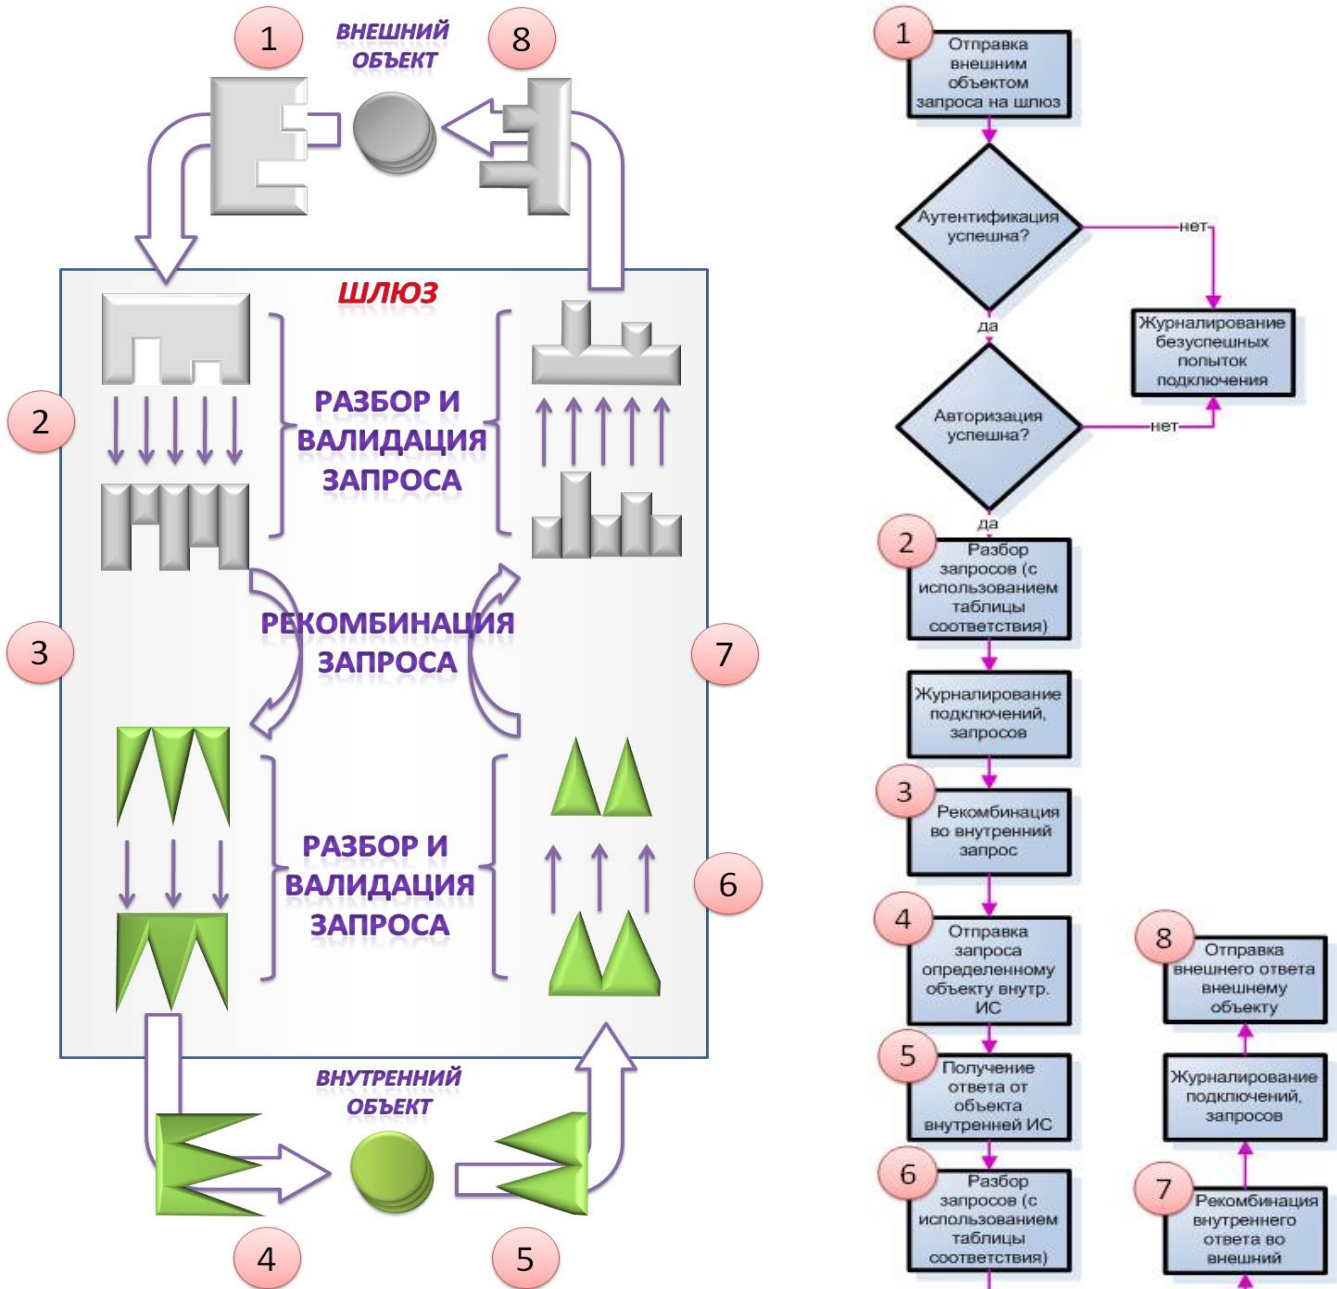 1
ВНЕШНИЙ
ОБЪЕКТ
8
ШЛЮЗ
2
РАЗБОР И
ВАЛИДАЦИЯ
ЗАПРОСА
3
РЕКОМБИНАЦИЯ
ЗАПРОСА
7
РАЗБОР И
ВАЛИДАЦИЯ
ЗАПРОСА
6
ВНУТРЕННИЙ
ОБЪЕКТ
4
5
1
Отправка
внешним
объектом
запроса на шлюз
Аутентификация
успешна?
нет
да
Журналирование
безуспешных
попыток
подключения
Авторизация
успешна?
нет
да
2
Разбор
запросов (с
использованием
таблицы
соответствия)
Журналирование
подключений,
запросов
3
Рекомбинация
во внутренний
запрос
4
Отправка
запроса
определенному
объекту внутр.
ИС
5
Получение
ответа от
объекта
внутренней ИС
6
Разбор
запросов (с
использованием
таблицы
соответствия)
8
Отправка
внешнего ответа
внешнему
объекту
Журналирование
подключений,
запросов
7
Рекомбинация
внутреннего
ответа во
внешний